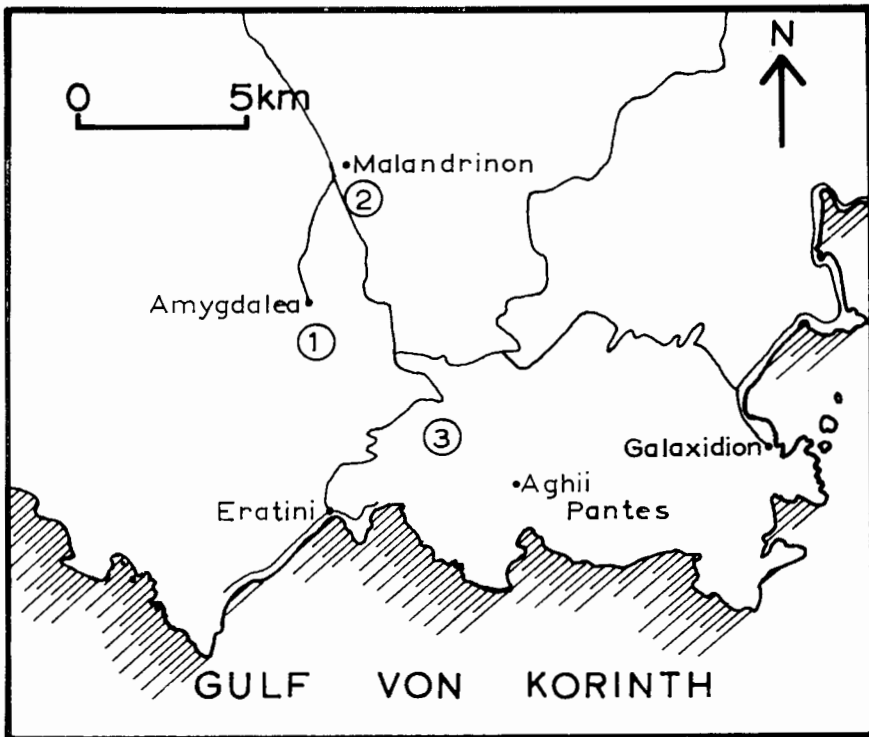 N
0 5km
Malandrinon
2
Amygdalea
1
3
Galaxidion
Aghii
Pantes
Eratini
GULF VON KORINTH